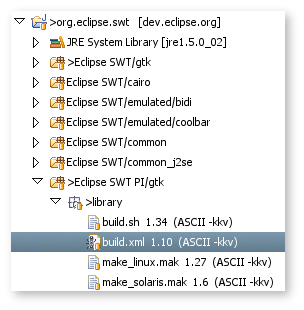 >org.eclipse.swt [dev.eclipse.org]
JRE System Library [jre1.5.0_02]
>Eclipse SWT/gtk
Eclipse SWT/cairo
Eclipse SWT/emulated/bidi
Eclipse SWT/emulated/coolbar
Eclipse SWT/common
Eclipse SWT/common_j2se
>Eclipse SWT PI/gtk
>library
build.sh 1.34 (ASCII -kkv)
build.xml 1.10 (ASCII -kkv)
make_linux.mak 1.27 (ASCII -kkv)
make_solaris.mak 1.6 (ASCII -kkv)